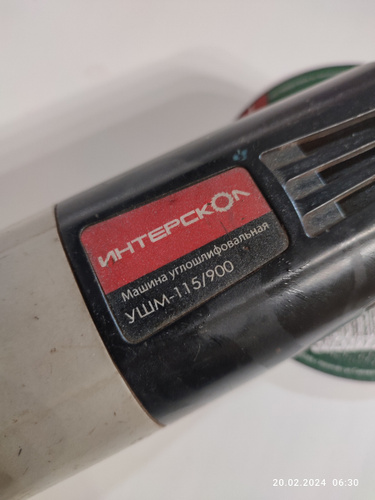 ИНТЕРСКОЛ
Машина углошлифовальная
УШМ-115/900
20.02.2024 06:30